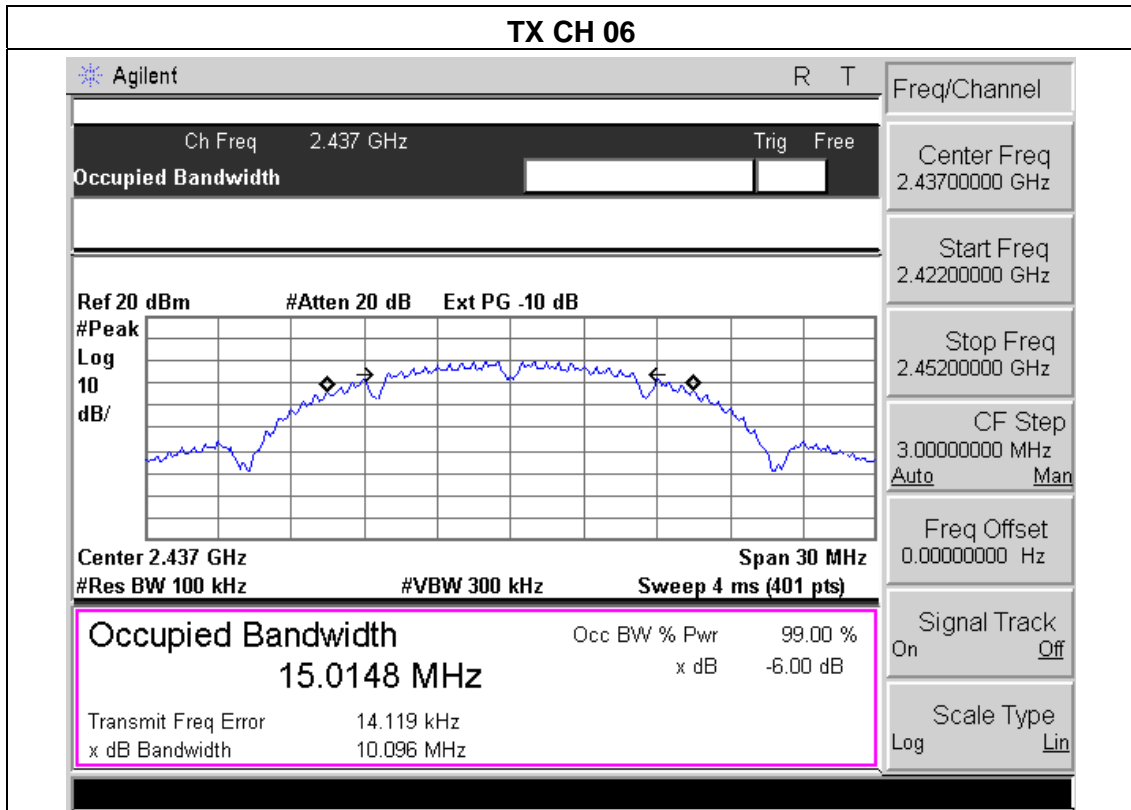 TX CH 06
Agilent R T
Freq/Channel
Ch Freq 2.437 GHz Trig Free
Occupied Bandwidth
Center Freq
2.43700000 GHz
Start Freq
2.42200000 GHz
Stop Freq
2.45200000 GHz
CF Step
3.00000000 MHz
Auto Man
Freq Offset
0.00000000 Hz
Signal Track
On Off
Scale Type
Log Lin
Ref 20 dBm #Atten 20 dB Ext PG -10 dB
#Peak
Log
10
dB/
Center 2.437 GHz Span 30 MHz
#Res BW 100 kHz #VBW 300 kHz Sweep 4 ms (401 pts)
Occupied Bandwidth Occ BW % Pwr 99.00 %
15.0148 MHz x dB -6.00 dB
Transmit Freq Error 14.119 kHz
x dB Bandwidth 10.096 MHz